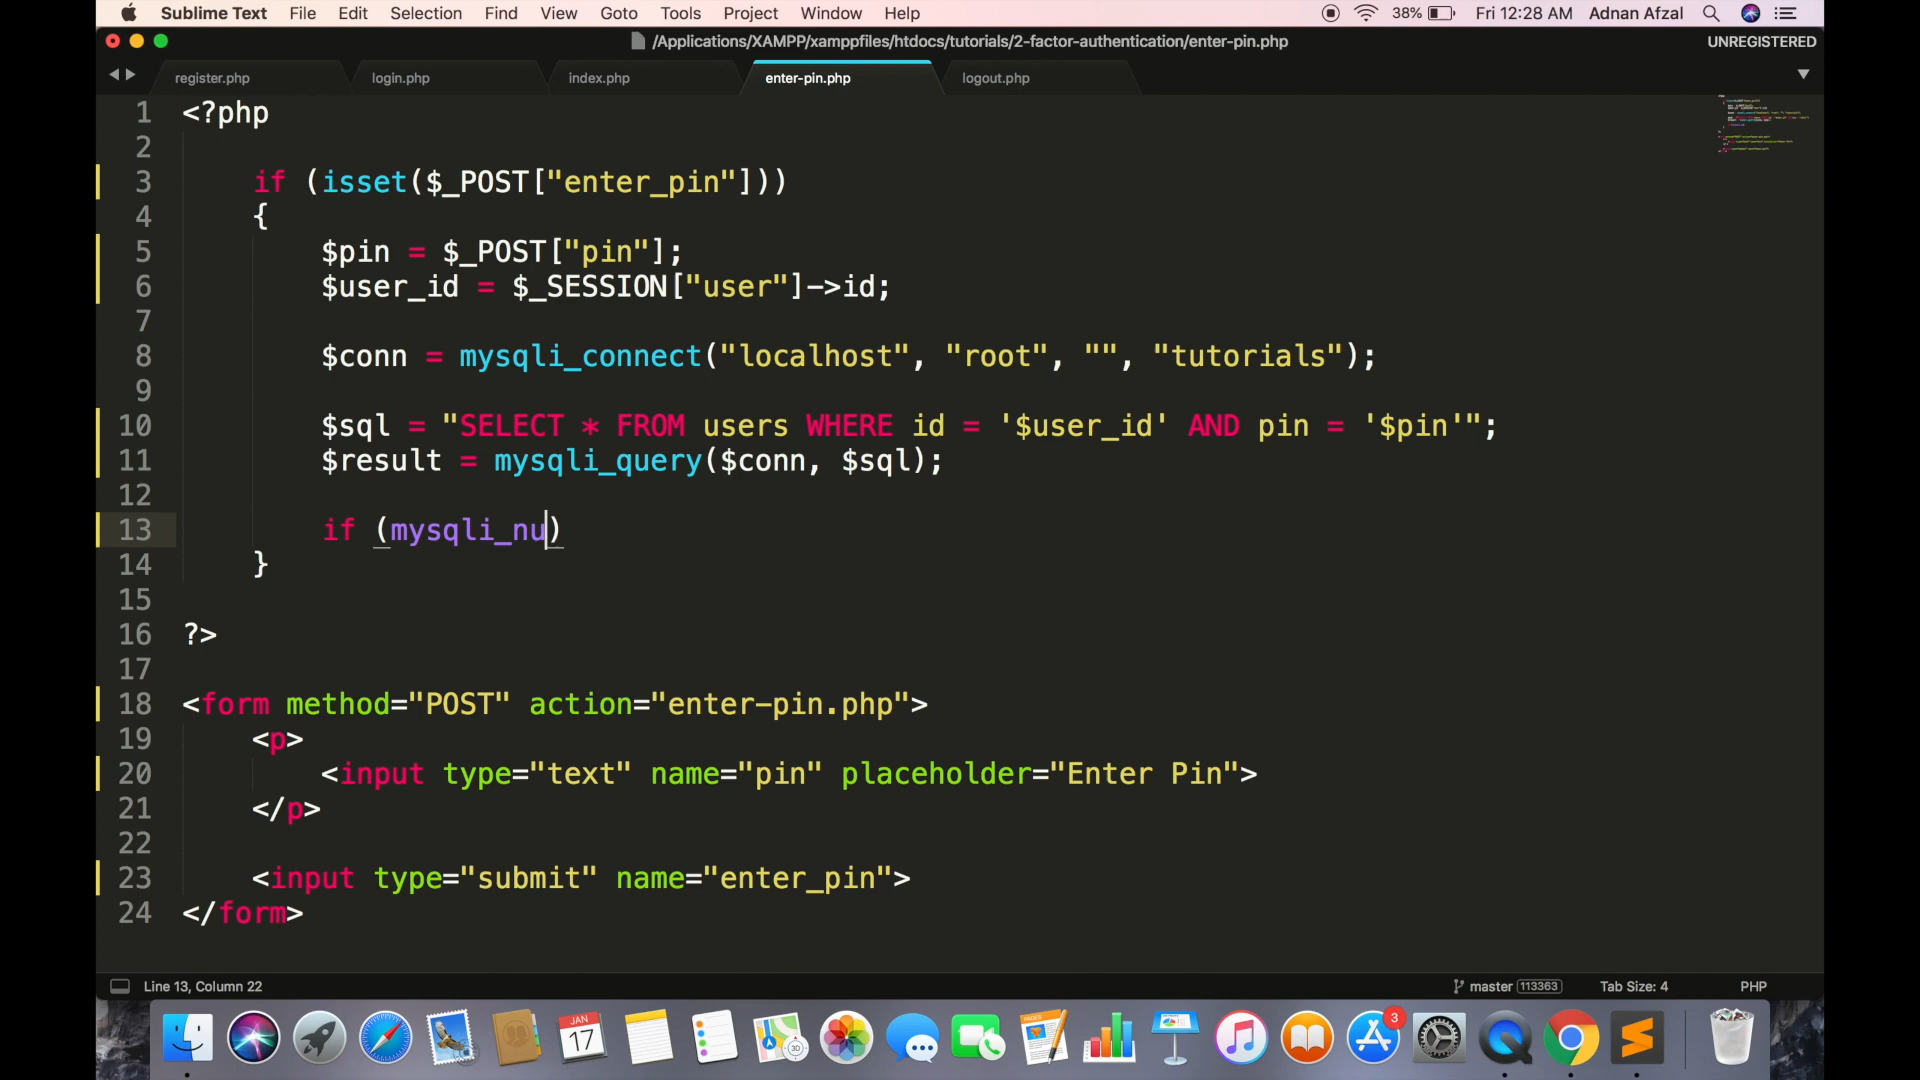 Sublime Text File Edit Selection Find View Goto Tools Project Window Help 38% Fri 12:28 AM Adnan Afzal
/Applications/XAMPP/xamppfiles/htdocs/tutorials/2-factor-authentication/enter-pin.php UNREGISTERED
register.php login.php index.php enter-pin.php logout.php
1 <?php
2
3 if (isset($_POST["enter_pin"]))
4 {
5 $pin = $_POST["pin"];
6 $user_id = $_SESSION["user"]->id;
7
8 $conn = mysqli_connect("localhost", "root", "", "tutorials");
9
10 $sql = "SELECT * FROM users WHERE id = '$user_id' AND pin = '$pin'";
11 $result = mysqli_query($conn, $sql);
12
13 if (mysqli_nu)
14 }
15
16 ?>
17
18 <form method="POST" action="enter-pin.php">
19 <p>
20 <input type="text" name="pin" placeholder="Enter Pin">
21 </p>
22
23 <input type="submit" name="enter_pin">
24 </form>
Line 13, Column 22 master 113363 Tab Size: 4 PHP
JAN
17
3